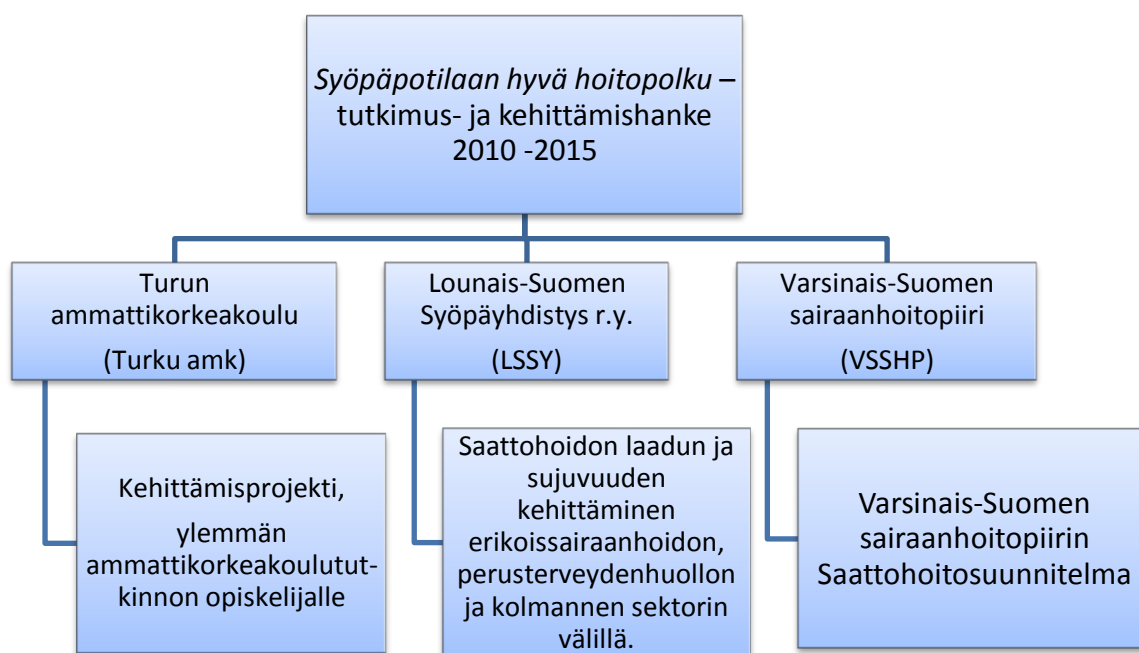 Syöpäpotilaan hyvä hoitopolku –
tutkimus- ja kehittämishanke
2010 -2015
Turun
ammattikorkeakoulu
(Turku amk)
Lounais-Suomen
Syöpäyhdistys r.y.
(LSSY)
Varsinais-Suomen
sairaanhoitopiiri
(VSSHP)
Kehittämisprojekti,
ylemmän
ammattikorkeakoulutut-
kinnon opiskelijalle
Saattohoidon laadun ja
sujuvuuden
kehittäminen
erikoissairaanhoidon,
perusterveydenhuollon
ja kolmannen sektorin
välillä.
Varsinais-Suomen
sairaanhoitopiirin
Saattohoitosuunnitelma